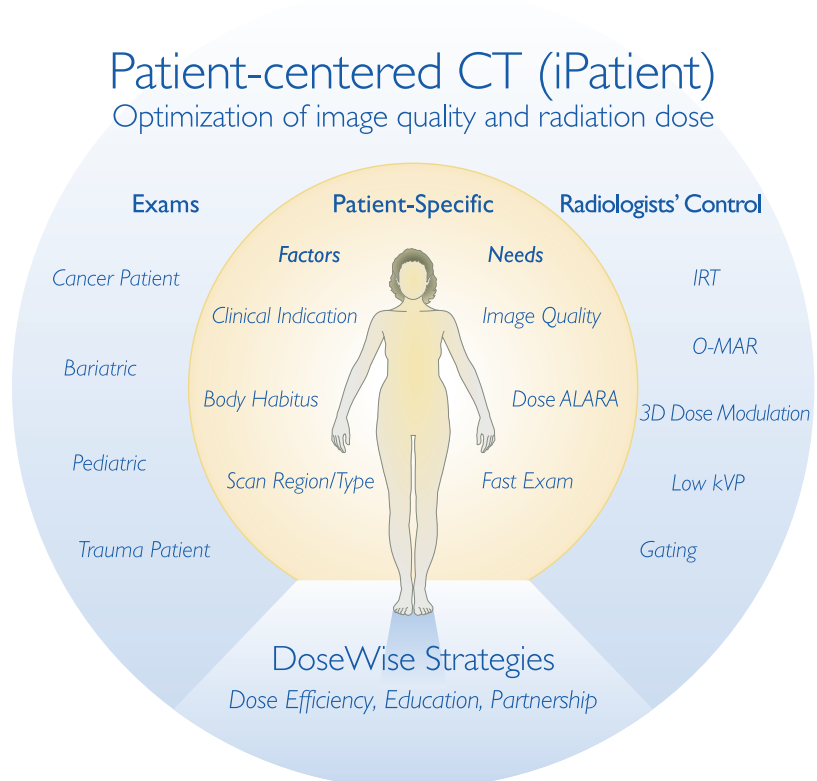 Patient-centered CT (iPatient)
Optimization of image quality and radiation dose
Exams
Cancer Patient
Bariatric
Pediatric
Trauma Patient
Patient-Specific
Factors
Clinical Indication
Body Habitus
Scan Region/Type
Needs
Image Quality
Dose ALARA
Fast Exam
Radiologists' Control
IRT
O-MAR
3D Dose Modulation
Low kVP
Gating
DoseWise Strategies
Dose Efficiency, Education, Partnership